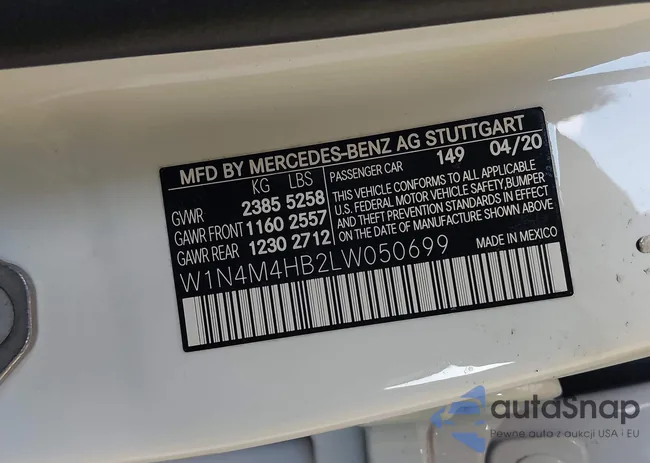 MFD BY MERCEDES-BENZ AG STUTTGART
KG LBS
GVWR 2385 5258
GAWR FRONT 1160 2557
GAWR REAR 1230 2712
PASSENGER CAR 149 04/20
THIS VEHICLE CONFORMS TO ALL APPLICABLE
U.S. FEDERAL MOTOR VEHICLE SAFETY, BUMPER
AND THEFT PREVENTION STANDARDS IN EFFECT
ON THE DATE OF MANUFACTURE SHOWN ABOVE
W1N4M4HB2LW050699
MADE IN MEXICO
autaSnap
Pewne auta z aukcji USA i EU